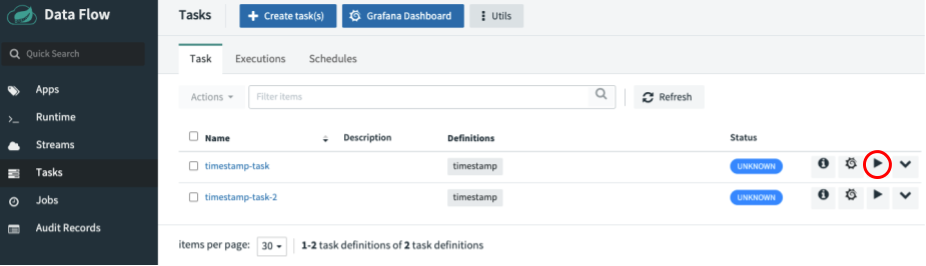 Data Flow
Tasks
Create task(s)
Grafana Dashboard
Utils
Quick Search
Apps
Runtime
Streams
Tasks
Jobs
Audit Records
Task Executions Schedules
Actions
Filter items
Refresh
Name Description Definitions Status
timestamp-task timestamp UNKNOWN
timestamp-task-2 timestamp UNKNOWN
items per page: 30 1-2 task definitions of 2 task definitions